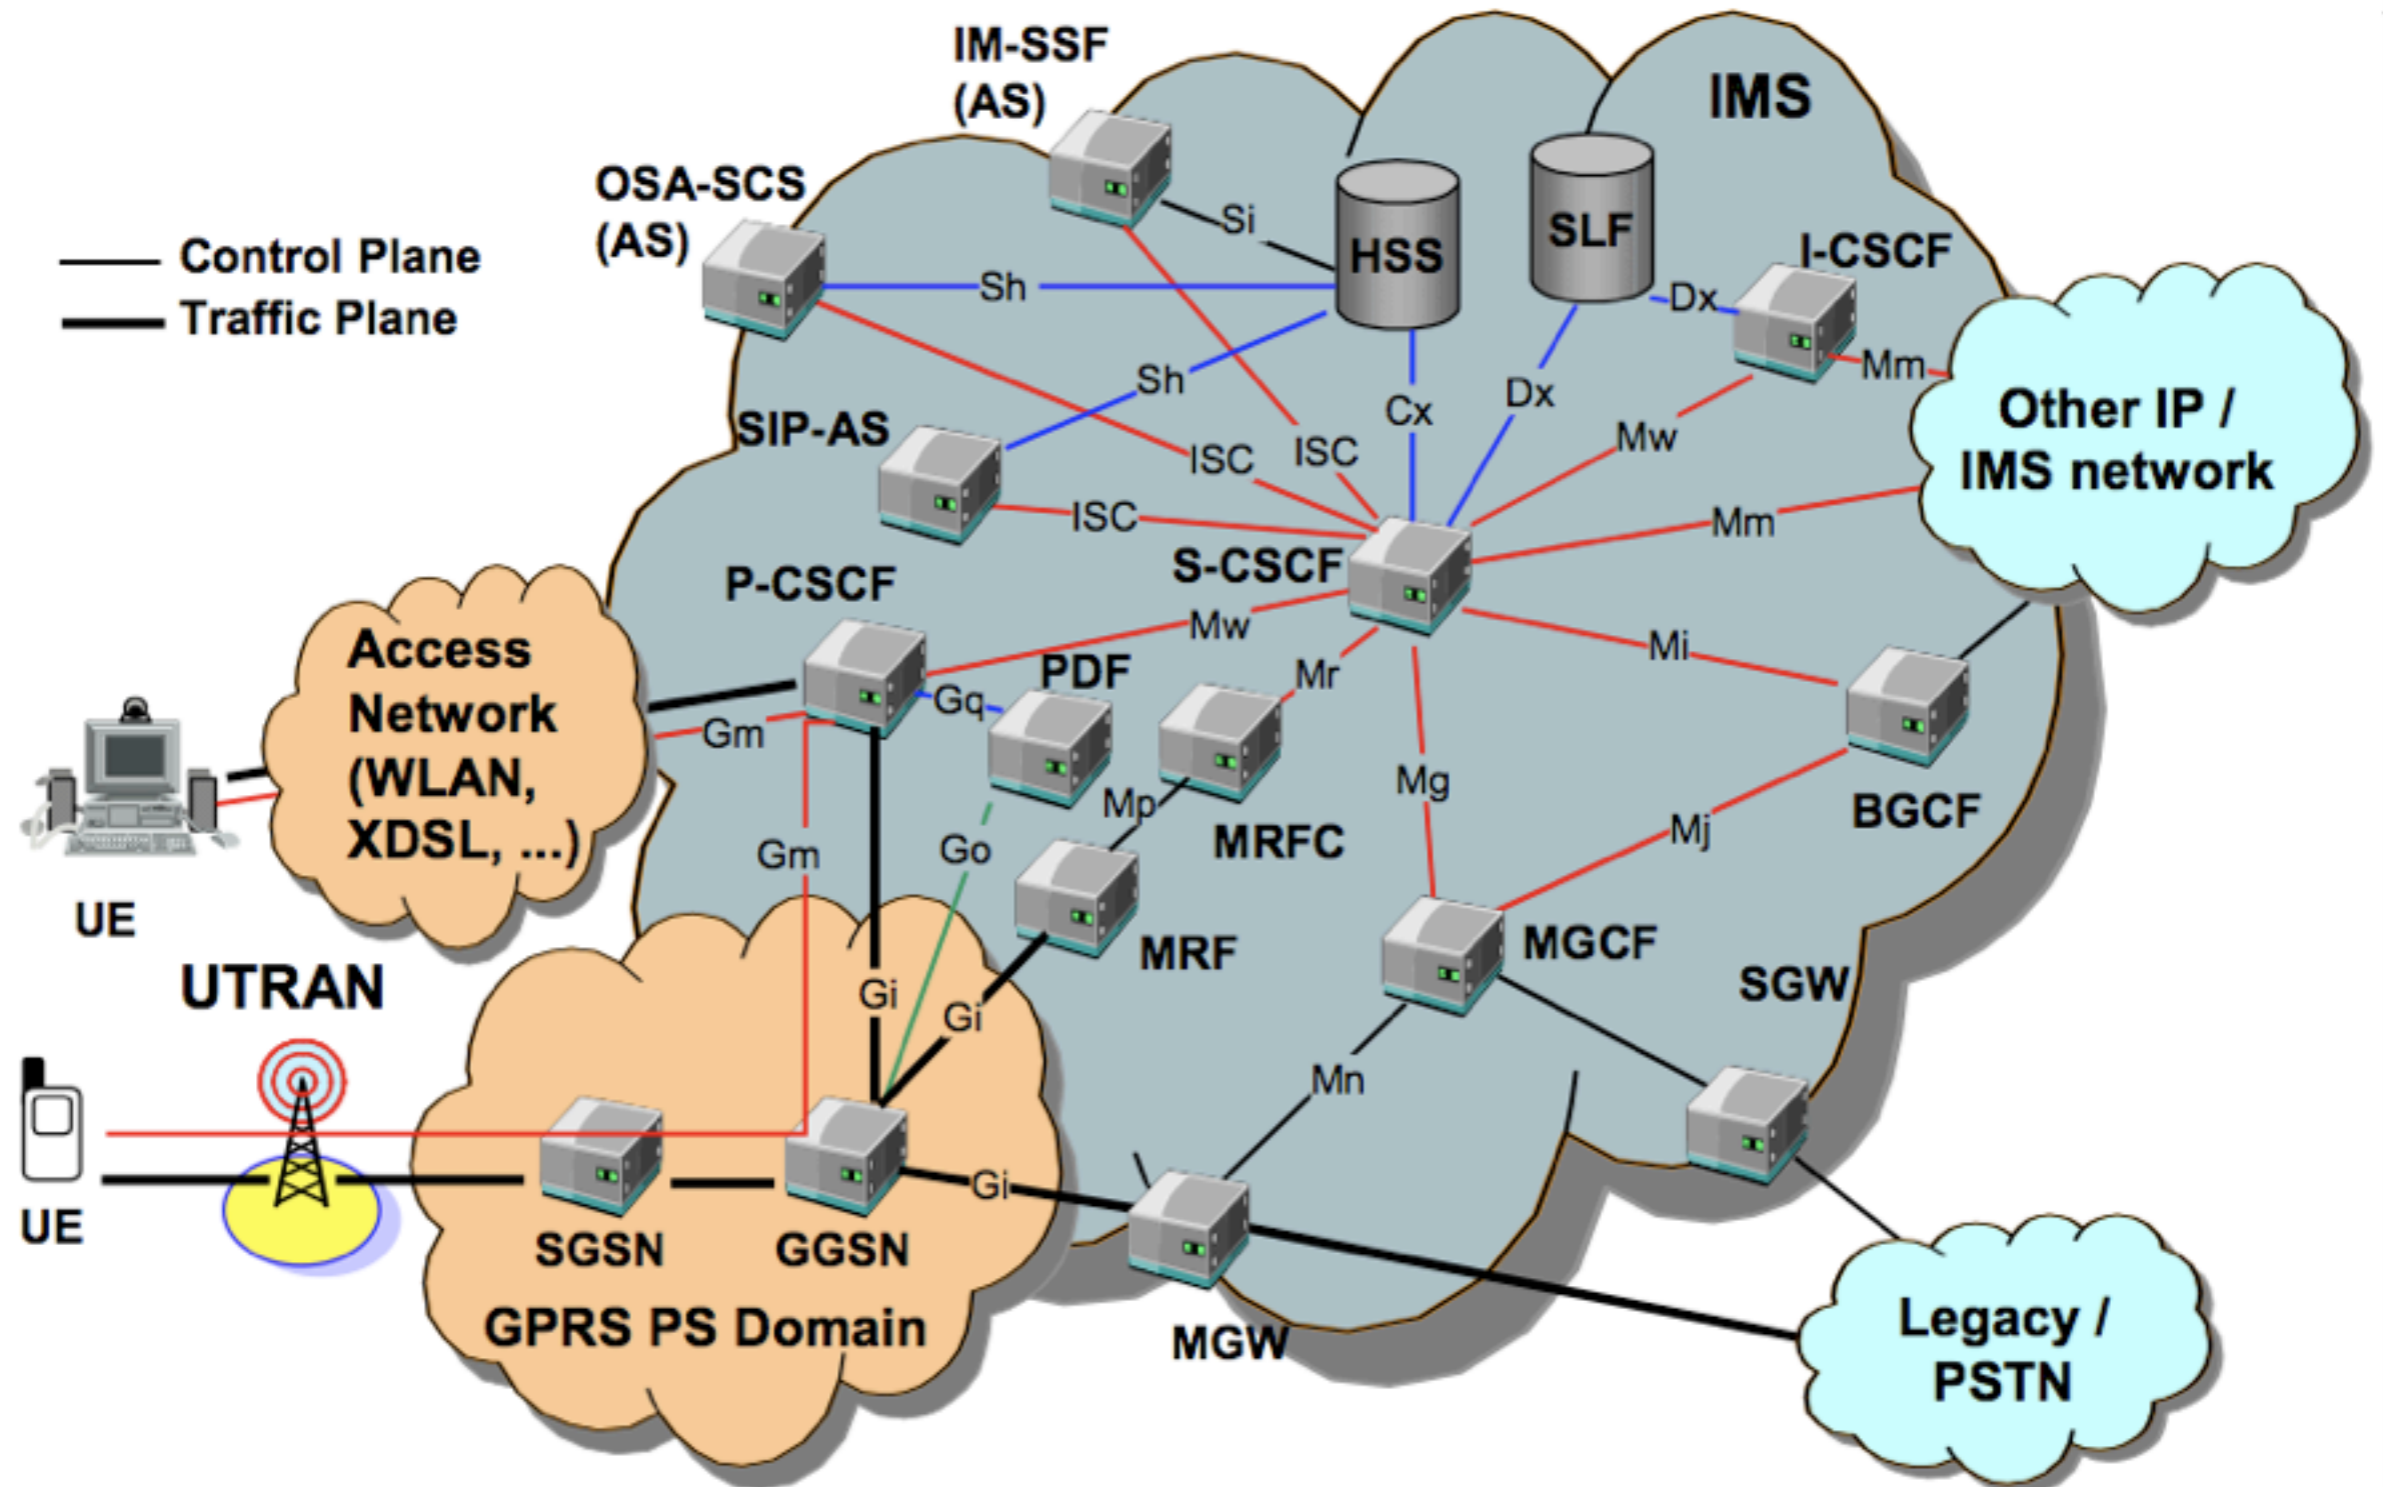 IM-SSF
(AS)
IMS
OSA-SCS
(AS)
Si
HSS
SLF
I-CSCF
Control Plane
Traffic Plane
Sh
Dx
Mm
Sh
Cx
Dx
Other IP /
IMS network
SIP-AS
ISC
ISC
Mw
ISC
Mm
S-CSCF
P-CSCF
Mw
Mi
Access
Network
(WLAN,
XDSL, ...)
PDF
Mr
Gq
Gm
Mg
Mp
Gm
Go
MRFC
Mj
BGCF
UE
MRF
MGCF
SGW
UTRAN
Gi
Gi
Mn
Gi
UE
SGSN
GGSN
GPRS PS Domain
MGW
Legacy /
PSTN